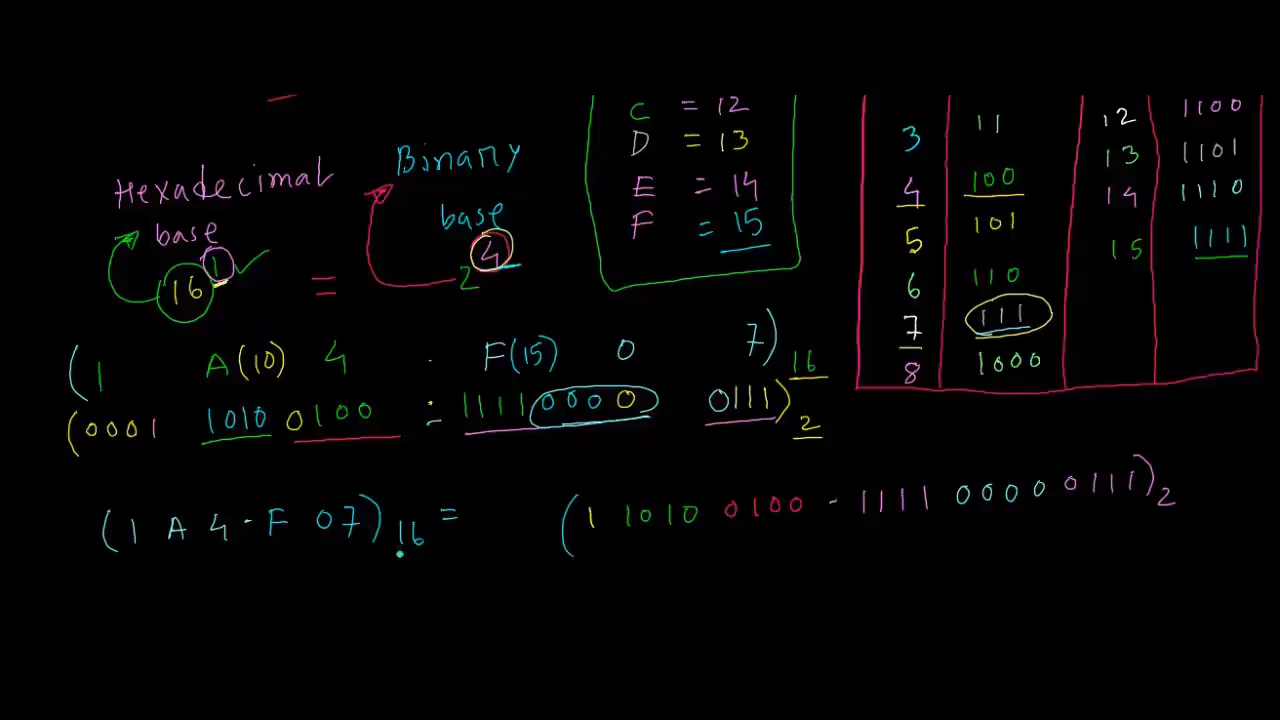 Hexadecimal
base
16^1
=
Binary
base
2^4
C = 12
D = 13
E = 14
F = 15
3 11 12 1100
13 1101
4 100 14 1110
5 101 15 1111
6 110
7 111
8 1000
(1 A(10) 4 . F(15) 0 7)16
(0001 1010 0100 . 1111 0000 0111)2
(1 A 4 . F 0 7)16 = (1 1010 0100 . 1111 0000 0111)2